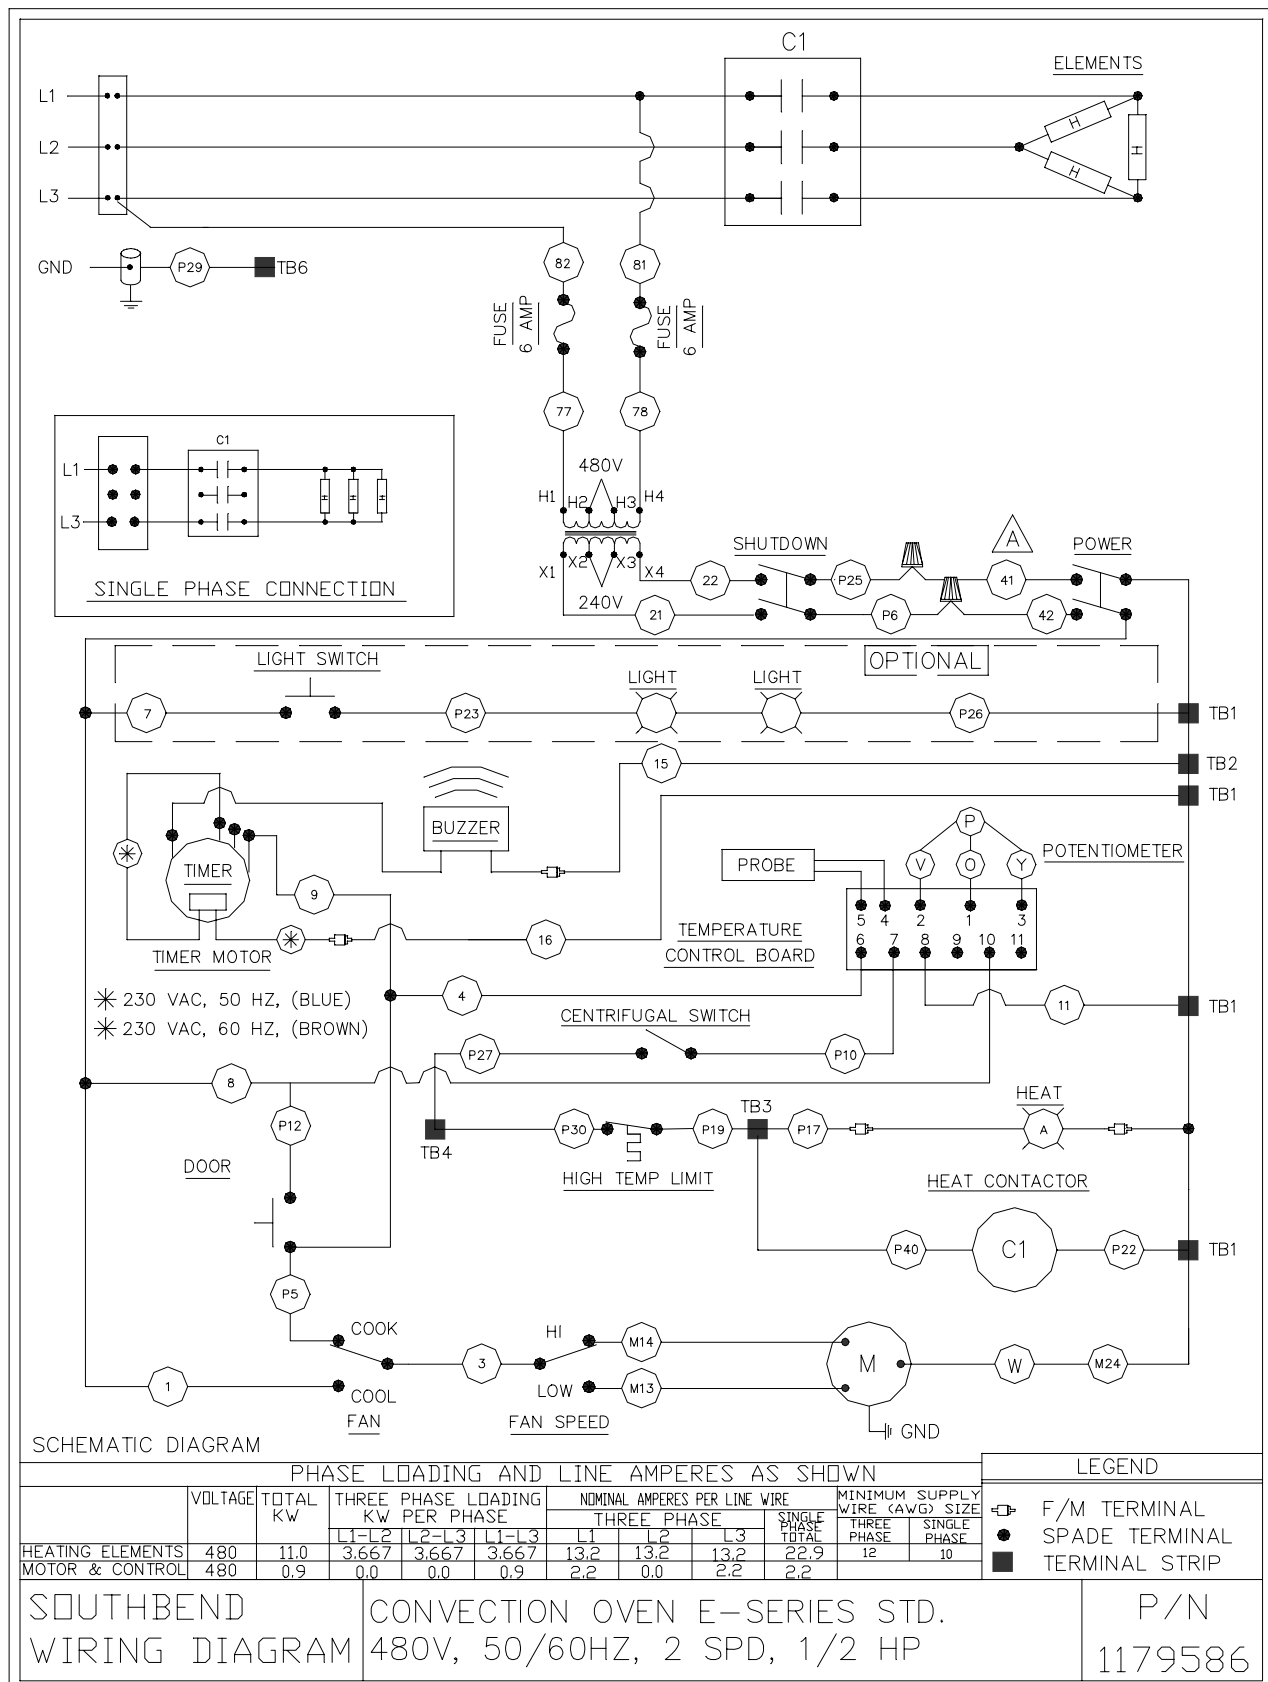 C1
ELEMENTS
L1
H
L2
H
H
L3
GND
P29
TB6
82
81
FUSE
6 AMP
FUSE
6 AMP
77
78
C1
L1
H
H
H
L3
SINGLE PHASE CONNECTION
480V
H1
H2
H3
H4
X1
X2
X3
X4
240V
SHUTDOWN
A
POWER
22
P25
41
21
P6
42
OPTIONAL
LIGHT SWITCH
LIGHT
LIGHT
7
P23
P26
TB1
15
TB2
TB1
BUZZER
P
POTENTIOMETER
TIMER
PROBE
V
O
Y
9
5 4 2 1 3
6 7 8 9 10 11
TEMPERATURE
CONTROL BOARD
16
TIMER MOTOR
✳ 230 VAC, 50 HZ, (BLUE)
✳ 230 VAC, 60 HZ, (BROWN)
4
11
TB1
CENTRIFUGAL SWITCH
P27
P10
8
P12
HEAT
TB3
P30
P19
P17
A
TB4
DOOR
HIGH TEMP LIMIT
HEAT CONTACTOR
P40
C1
P22
TB1
P5
COOK
HI
M14
3
M
W
M24
1
COOL
LOW
M13
FAN
FAN SPEED
GND
SCHEMATIC DIAGRAM
PHASE LOADING AND LINE AMPERES AS SHOWN
VOLTAGE
TOTAL
KW
THREE PHASE LOADING
KW PER PHASE
NOMINAL AMPERES PER LINE WIRE
MINIMUM SUPPLY
WIRE (AWG) SIZE
THREE PHASE
SINGLE
PHASE
TOTAL
THREE
PHASE
SINGLE
PHASE
L1-L2 L2-L3 L1-L3 L1 L2 L3
HEATING ELEMENTS 480 11.0 3.667 3.667 3.667 13.2 13.2 13.2 22.9 12 10
MOTOR & CONTROL 480 0.9 0.0 0.0 0.9 2.2 0.0 2.2 2.2
LEGEND
F/M TERMINAL
SPADE TERMINAL
TERMINAL STRIP
SOUTHBEND
WIRING DIAGRAM
CONVECTION OVEN E-SERIES STD.
480V, 50/60HZ, 2 SPD, 1/2 HP
P/N
1179586